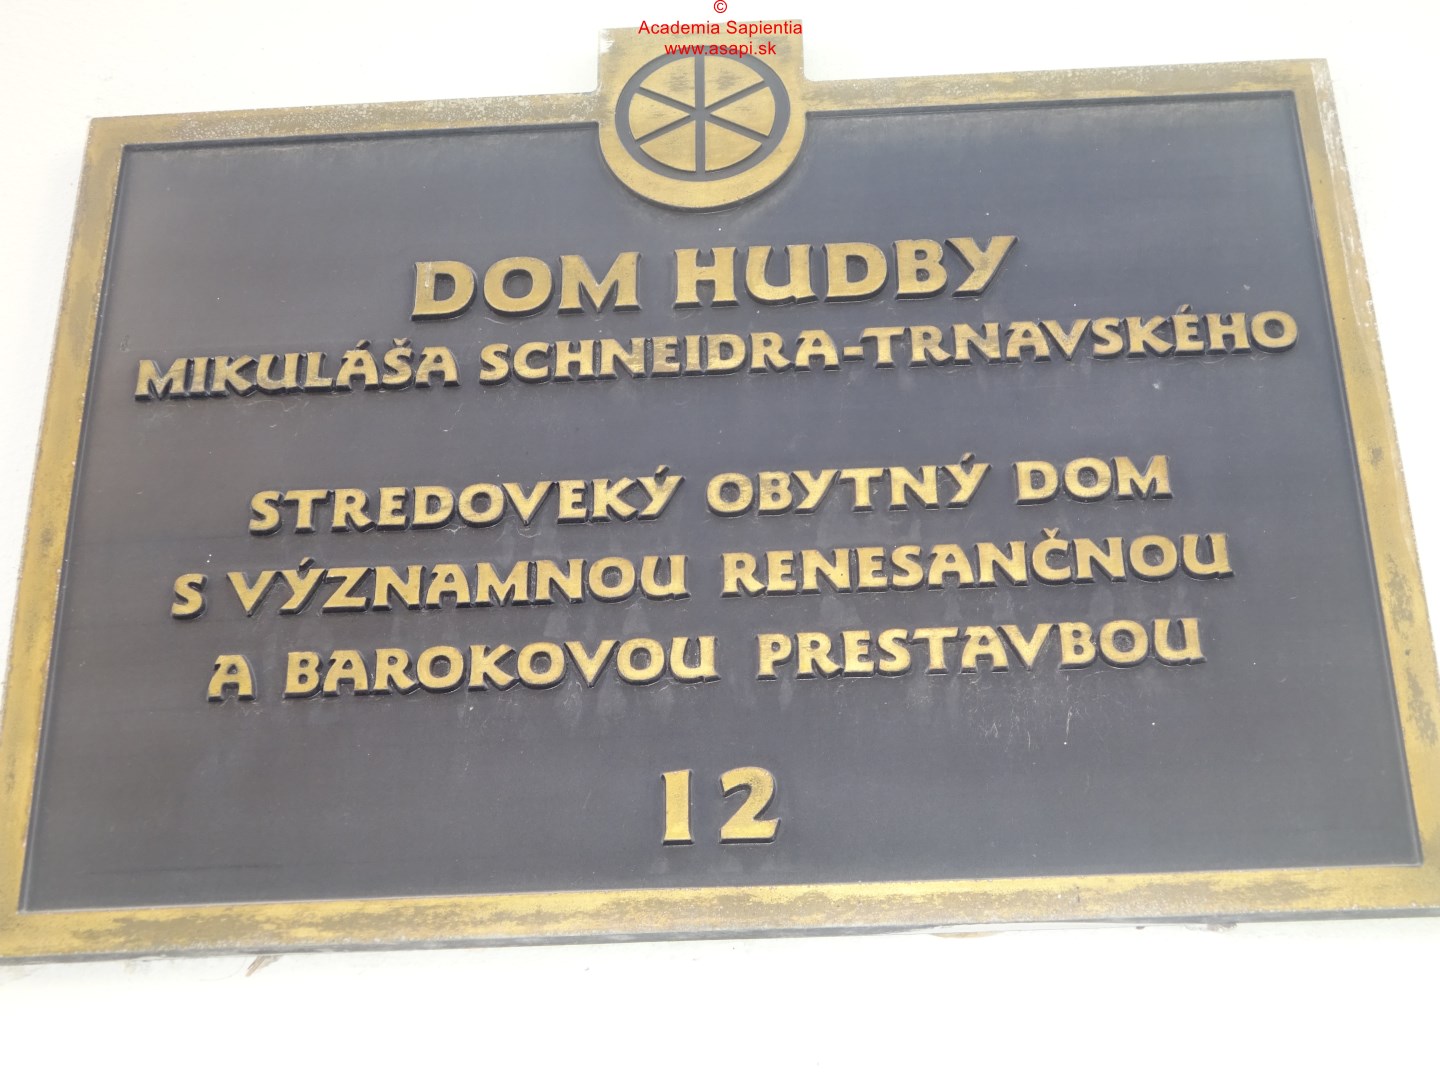 ©
Academia Sapientia
www.asapi.sk
DOM HUDBY
MIKULÁŠA SCHNEIDRA-TRNAVSKÉHO
STREDOVEKÝ OBYTNÝ DOM
S VÝZNAMNOU RENESANČNOU
A BAROKOVOU PRESTAVBOU
12